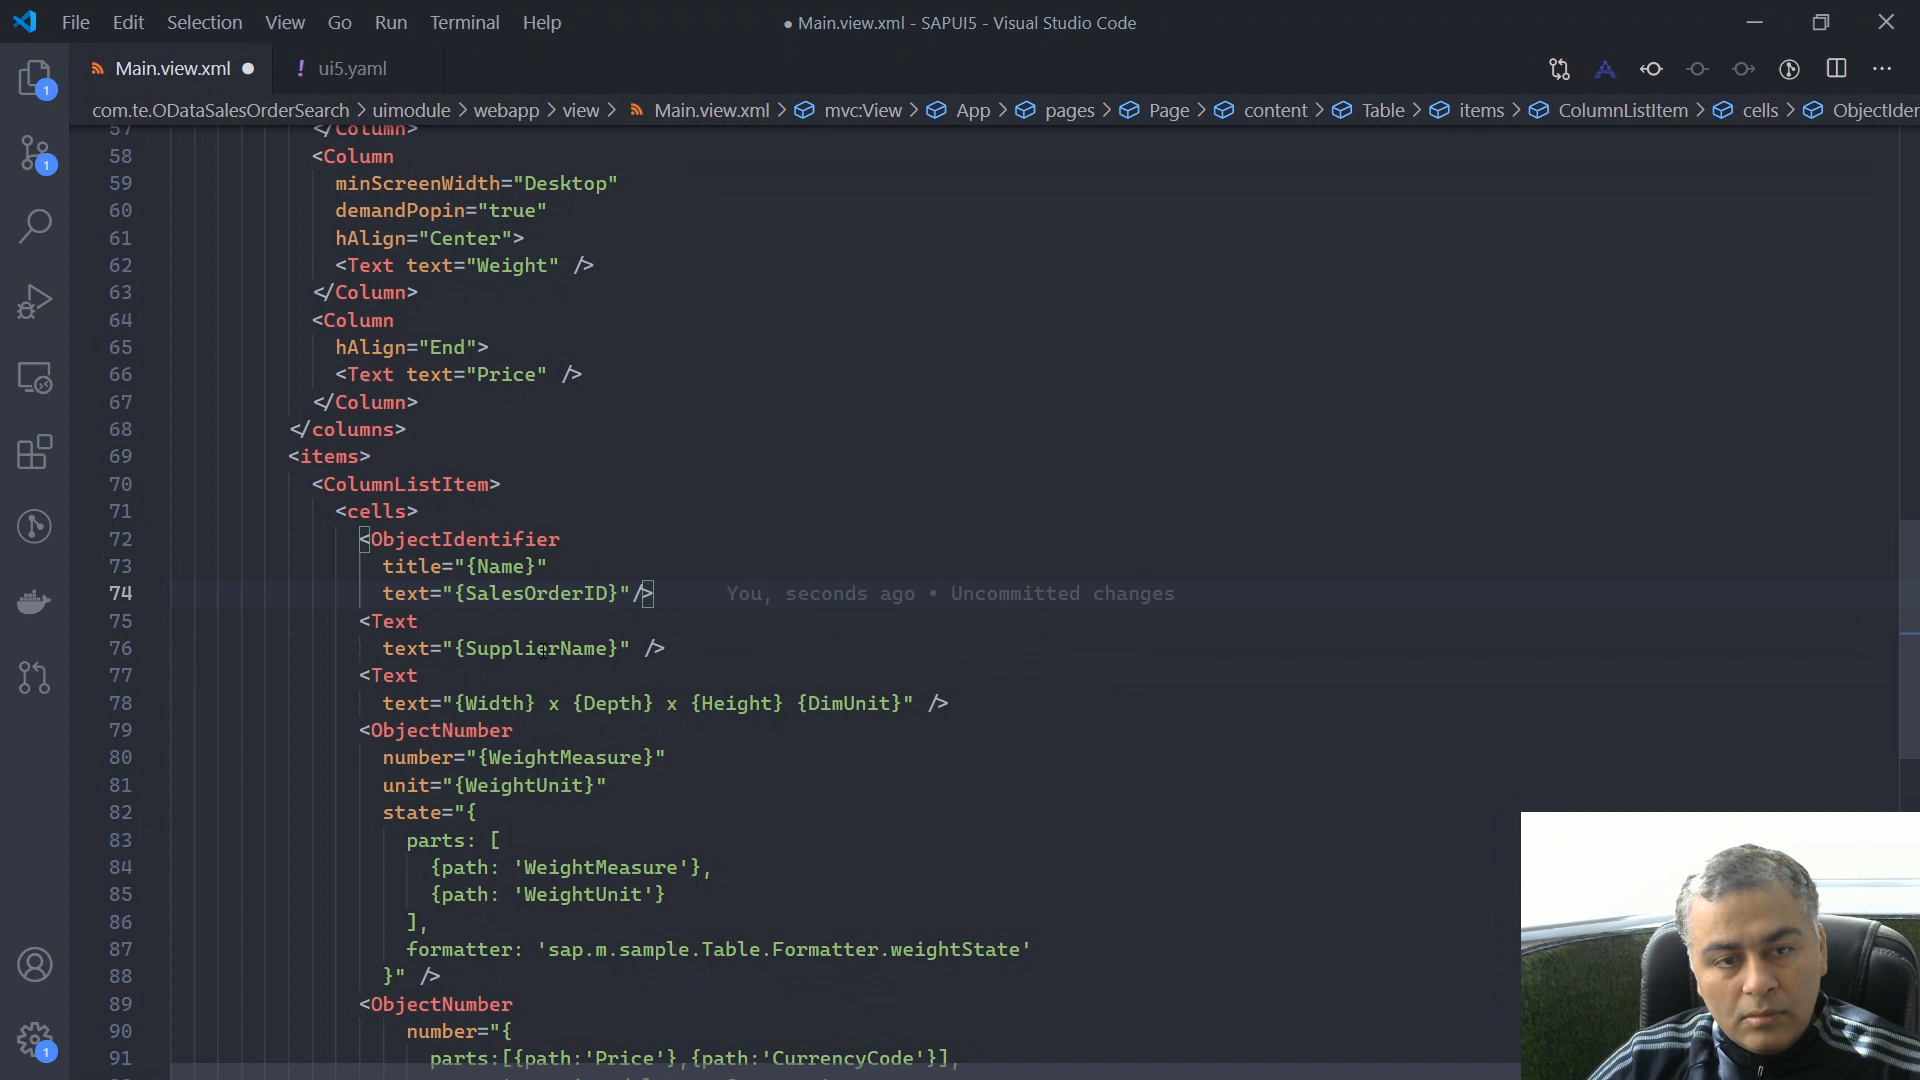 File Edit Selection View Go Run Terminal Help
● Main.view.xml - SAPUI5 - Visual Studio Code
Main.view.xml ● ! ui5.yaml
com.te.ODataSalesOrderSearch > uimodule > webapp > view > Main.view.xml > mvc:View > App > pages > Page > content > Table > items > ColumnListItem > cells > ObjectIder
57 </Column>
58 <Column
59 minScreenWidth="Desktop"
60 demandPopin="true"
61 hAlign="Center">
62 <Text text="Weight" />
63 </Column>
64 <Column
65 hAlign="End">
66 <Text text="Price" />
67 </Column>
68 </columns>
69 <items>
70 <ColumnListItem>
71 <cells>
72 <ObjectIdentifier
73 title="{Name}"
74 text="{SalesOrderID}"/> You, seconds ago • Uncommitted changes
75 <Text
76 text="{SupplierName}" />
77 <Text
78 text="{Width} x {Depth} x {Height} {DimUnit}" />
79 <ObjectNumber
80 number="{WeightMeasure}"
81 unit="{WeightUnit}"
82 state="{
83 parts: [
84 {path: 'WeightMeasure'},
85 {path: 'WeightUnit'}
86 ],
87 formatter: 'sap.m.sample.Table.Formatter.weightState'
88 }" />
89 <ObjectNumber
90 number="{
91 parts:[{path:'Price'},{path:'CurrencyCode'}],
1
1
1